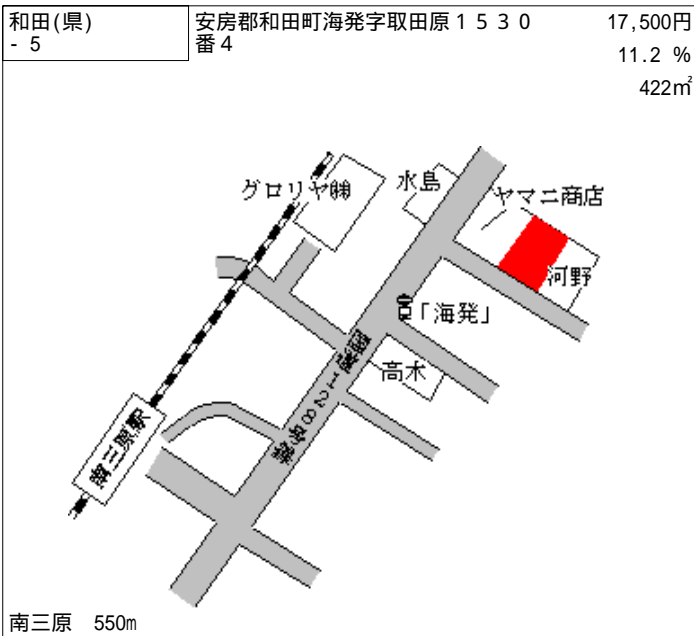 和田(県)
- 5
安房郡和田町海発字取田原１５３０
番４
17,500円
11.2 %
422㎡
グロリヤ㈱
水島
ヤマニ商店
河野
「海発」
国道128号線
高木
南三原駅
南三原 550m